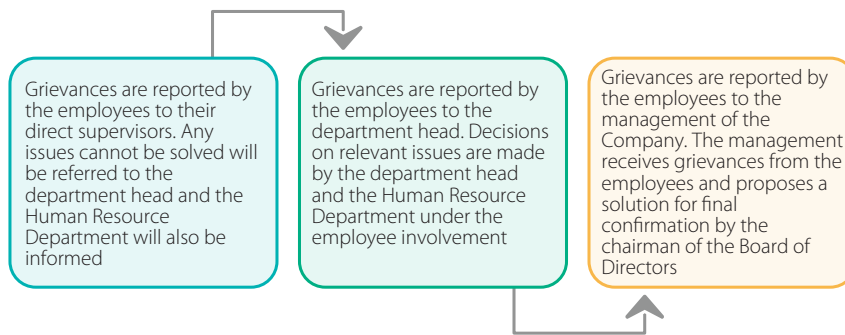 Grievances are reported by
the employees to their
direct supervisors. Any
issues cannot be solved will
be referred to the
department head and the
Human Resource
Department will also be
informed
Grievances are reported by
the employees to the
department head. Decisions
on relevant issues are made
by the department head
and the Human Resource
Department under the
employee involvement
Grievances are reported by
the employees to the
management of the
Company. The management
receives grievances from the
employees and proposes a
solution for final
confirmation by the
chairman of the Board of
Directors